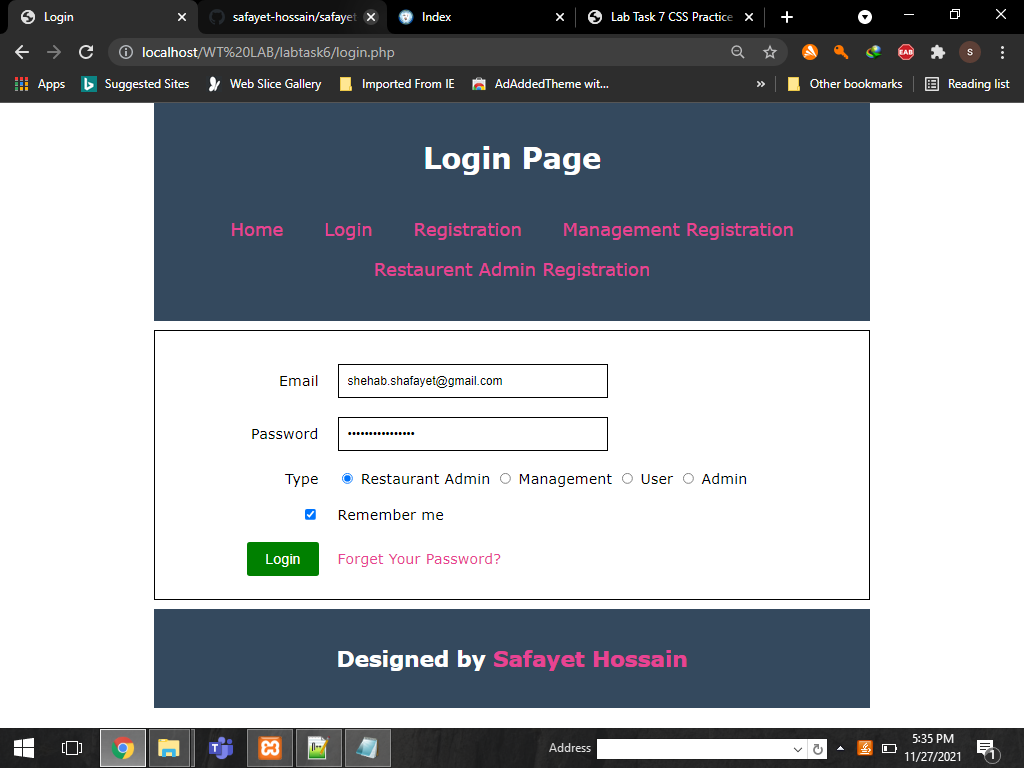 Login
safayet-hossain/safayet
Index
Lab Task 7 CSS Practice
localhost/WT%20LAB/labtask6/login.php
EAB
S
Apps
Suggested Sites
Web Slice Gallery
Imported From IE
AdAddedTheme wit...
»
Other bookmarks
Reading list
Login Page
Home Login Registration Management Registration
Restaurent Admin Registration
Email shehab.shafayet@gmail.com
Password ••••••••••••••••
Type Restaurant Admin Management User Admin
Remember me
Login Forget Your Password?
Designed by Safayet Hossain
Address
5:35 PM
11/27/2021
1